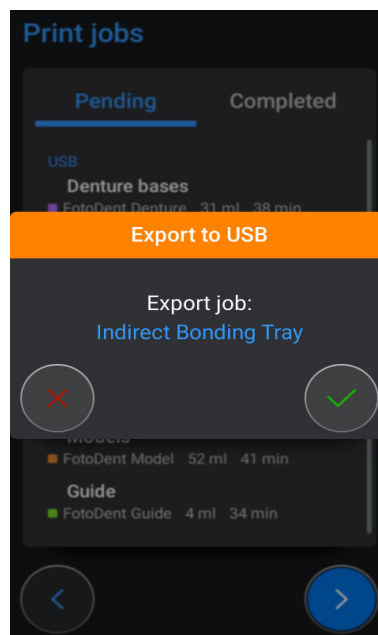 Print jobs
Pending Completed
USB
Denture bases
FotoDent Denture 31 ml 38 min
Export to USB
Export job:
Indirect Bonding Tray
Models
FotoDent Model 52 ml 41 min
Guide
FotoDent Guide 4 ml 34 min